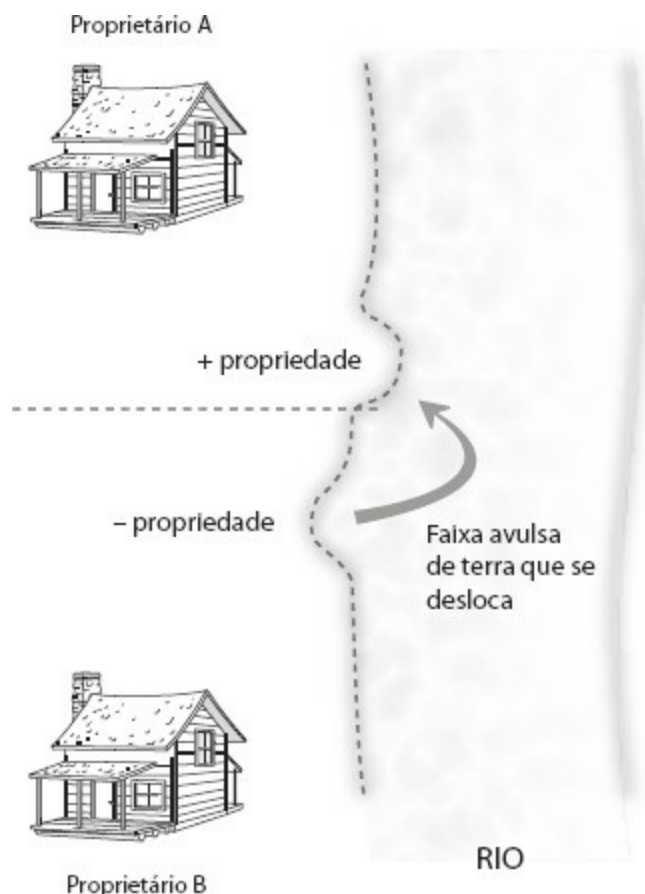 Proprietário A
+ propriedade
– propriedade
Faixa avulsa
de terra que se
desloca
RIO
Proprietário B